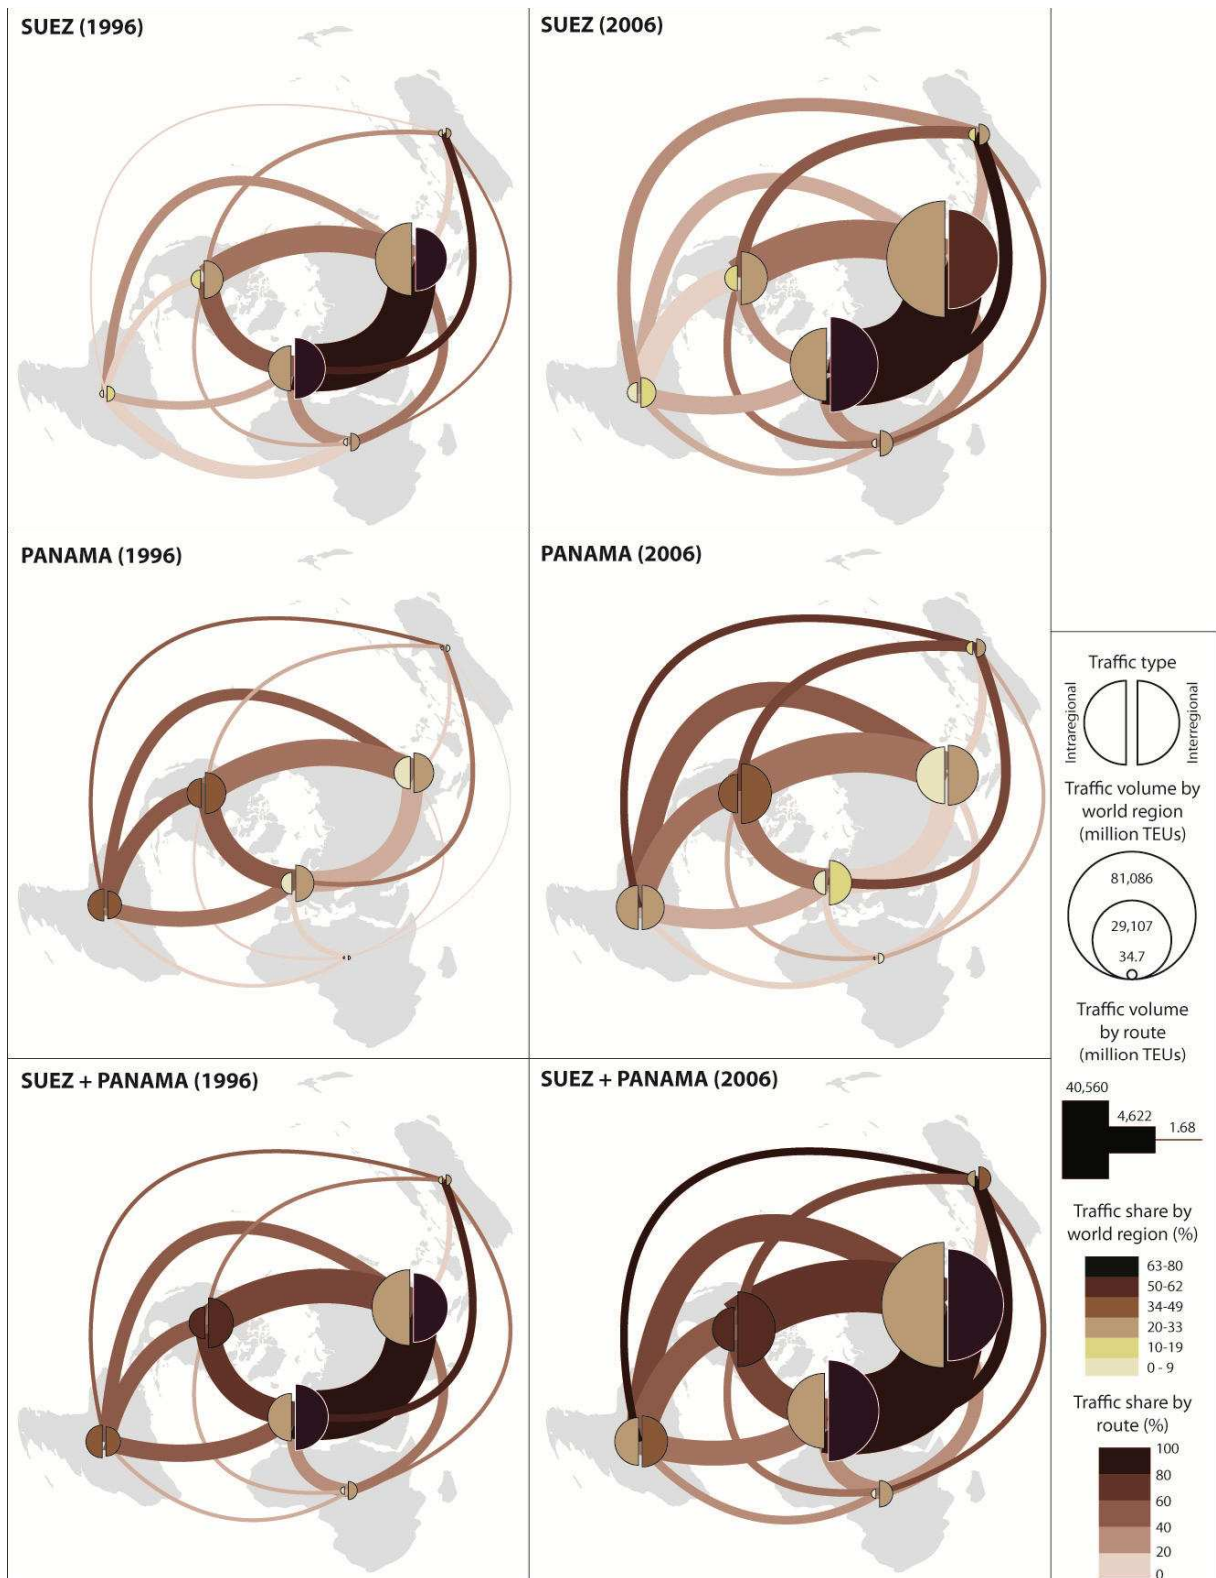 SUEZ (1996)
SUEZ (2006)
PANAMA (1996)
PANAMA (2006)
SUEZ + PANAMA (1996)
SUEZ + PANAMA (2006)
Traffic type
Intraregional
Interregional
Traffic volume by
world region
(million TEUs)
81,086
29,107
34.7
Traffic volume
by route
(million TEUs)
40,560
4,622
1.68
Traffic share by
world region (%)
63-80
50-62
34-49
20-33
10-19
0 - 9
Traffic share by
route (%)
100
80
60
40
20
0